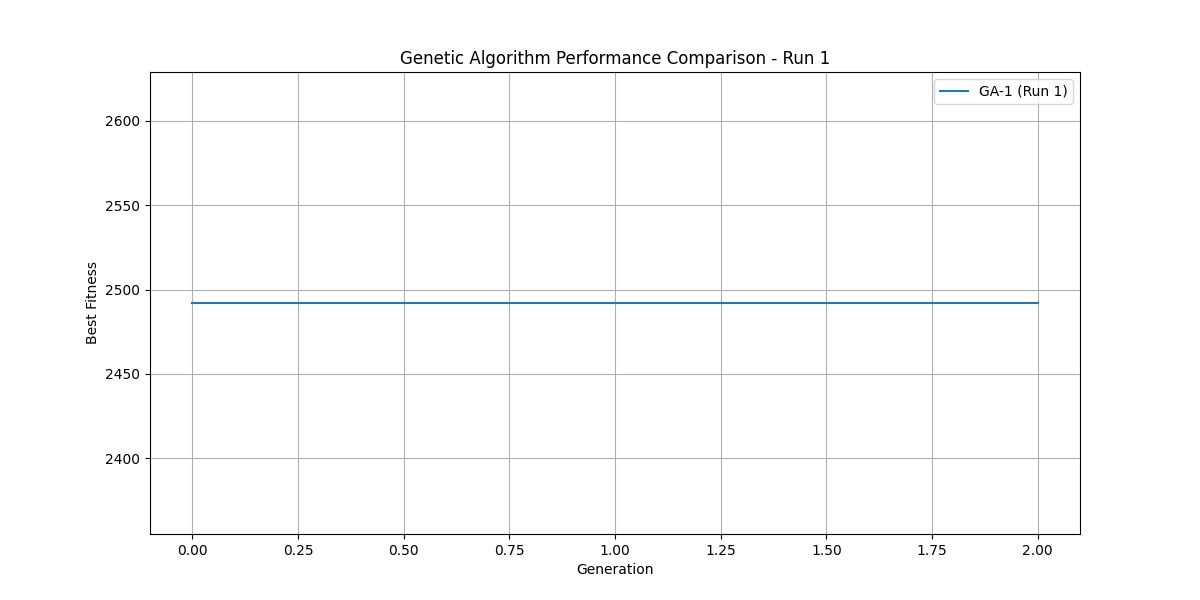 Genetic Algorithm Performance Comparison - Run 1
GA-1 (Run 1)
2600
2550
2500
2450
2400
Best Fitness
0.00 0.25 0.50 0.75 1.00 1.25 1.50 1.75 2.00
Generation